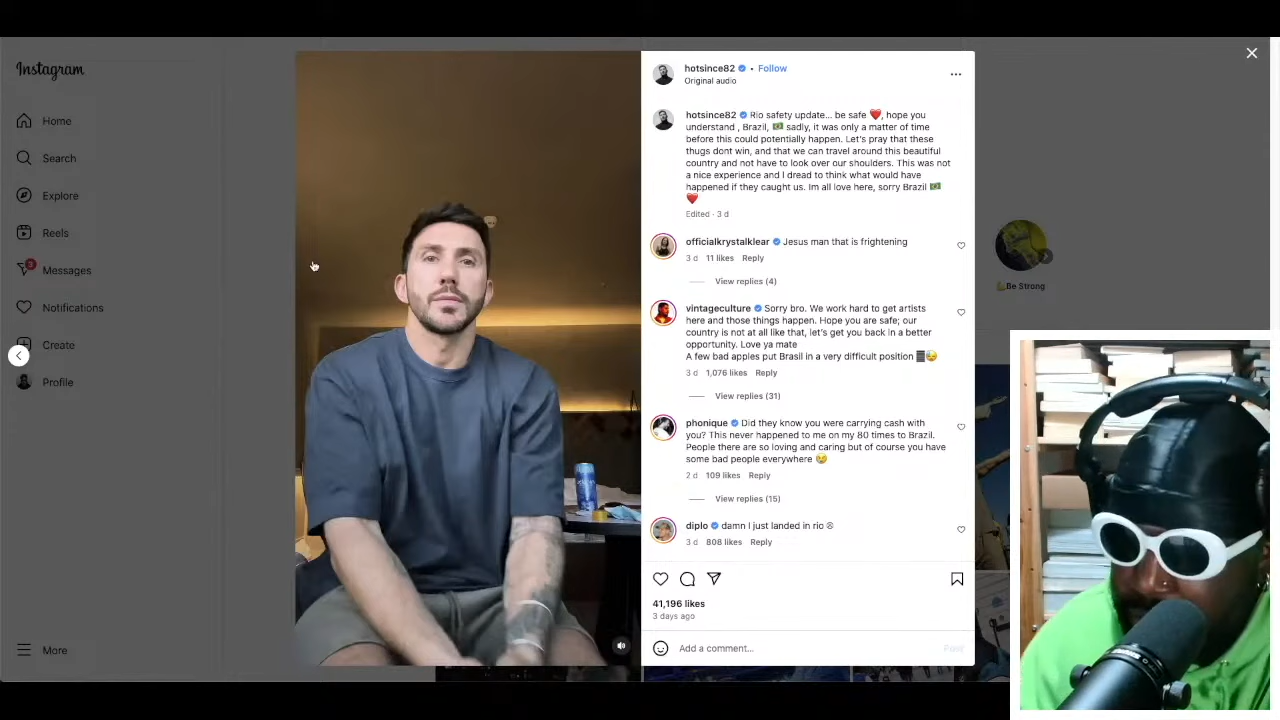 Instagram
Home
Search
Explore
Reels
3
Messages
Notifications
Create
Profile
More
hotsince82 • Follow
Original audio
hotsince82 Rio safety update... be safe ❤️, hope you
understand , Brazil, 🇧🇷 sadly, it was only a matter of time
before this could potentially happen. Let's pray that these
thugs dont win, and that we can travel around this beautiful
country and not have to look over our shoulders. This was not
a nice experience and I dread to think what would have
happened if they caught us. Im all love here, sorry Brazil 🇧🇷
❤️
Edited · 3 d
officialkrystalklear Jesus man that is frightening
3 d 11 likes Reply
View replies (4)
vintageculture Sorry bro. We work hard to get artists
here and those things happen. Hope you are safe; our
country is not at all like that, let's get you back in a better
opportunity. Love ya mate
A few bad apples put Brasil in a very difficult position
3 d 1,076 likes Reply
View replies (31)
phonique Did they know you were carrying cash with
you? This never happened to me on my 80 times to Brazil.
People there are so loving and caring but of course you have
some bad people everywhere 😢
2 d 109 likes Reply
View replies (15)
diplo damn I just landed in rio ☹
3 d 808 likes Reply
41,196 likes
3 days ago
Add a comment...
Post
💪Be Strong